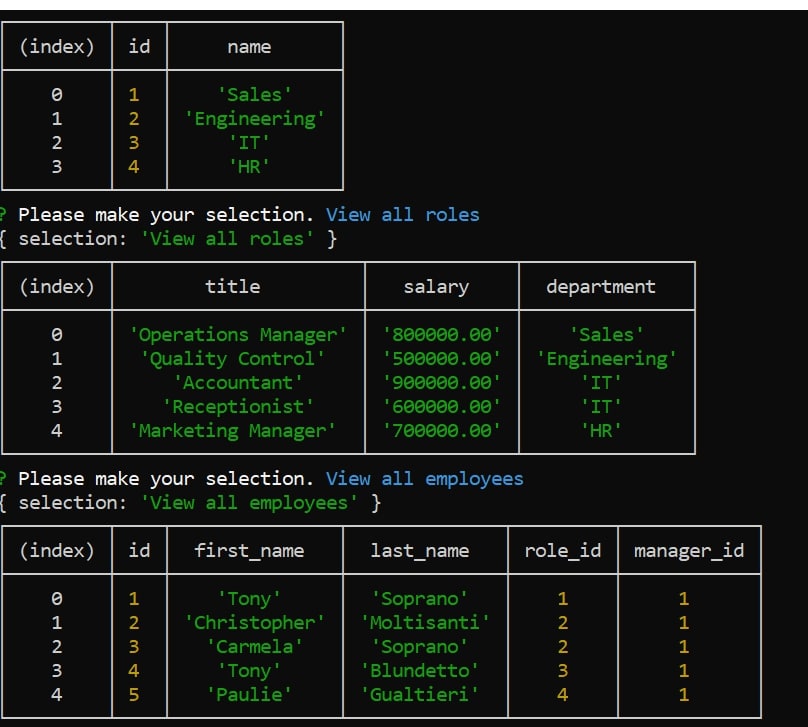 (index) id name
0 1 'Sales'
1 2 'Engineering'
2 3 'IT'
3 4 'HR'
? Please make your selection. View all roles
{ selection: 'View all roles' }
(index) title salary department
0 'Operations Manager' '800000.00' 'Sales'
1 'Quality Control' '500000.00' 'Engineering'
2 'Accountant' '900000.00' 'IT'
3 'Receptionist' '600000.00' 'IT'
4 'Marketing Manager' '700000.00' 'HR'
? Please make your selection. View all employees
{ selection: 'View all employees' }
(index) id first_name last_name role_id manager_id
0 1 'Tony' 'Soprano' 1 1
1 2 'Christopher' 'Moltisanti' 2 1
2 3 'Carmela' 'Soprano' 2 1
3 4 'Tony' 'Blundetto' 3 1
4 5 'Paulie' 'Gualtieri' 4 1